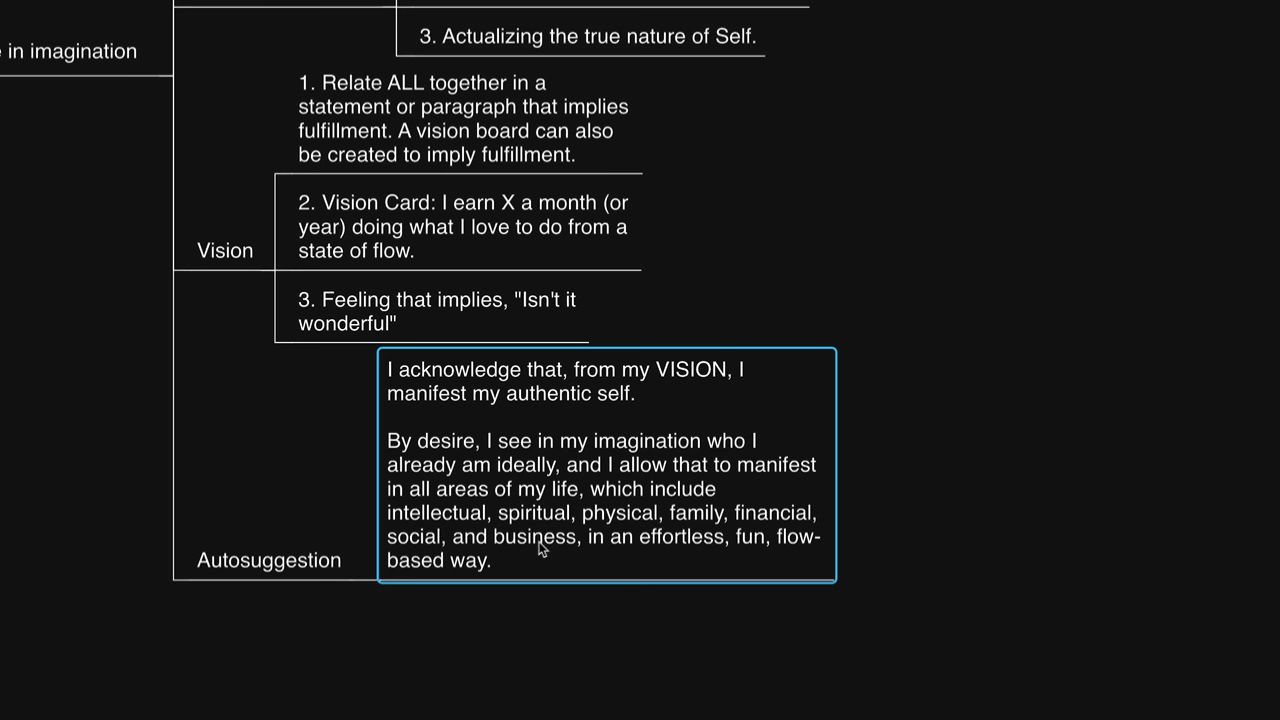 3. Actualizing the true nature of Self.
in imagination
1. Relate ALL together in a
statement or paragraph that implies
fulfillment. A vision board can also
be created to imply fulfillment.
2. Vision Card: I earn X a month (or
year) doing what I love to do from a
state of flow.
Vision
3. Feeling that implies, "Isn't it
wonderful"
I acknowledge that, from my VISION, I
manifest my authentic self.
By desire, I see in my imagination who I
already am ideally, and I allow that to manifest
in all areas of my life, which include
intellectual, spiritual, physical, family, financial,
social, and business, in an effortless, fun, flow-
based way.
Autosuggestion